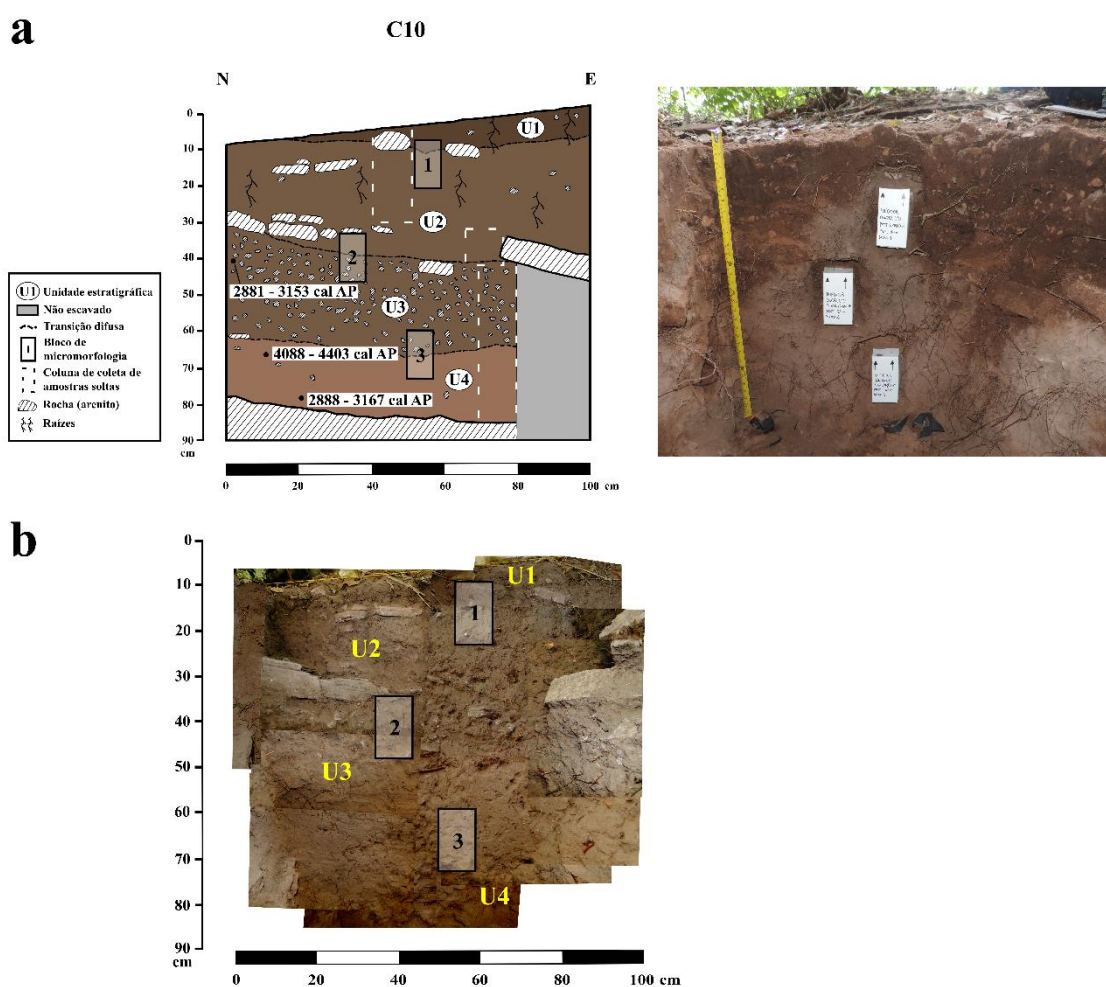 a
C10
N
E
0
10
20
30
40
50
60
70
80
90
cm
U1
1
U2
2
2881 - 3153 cal AP
U3
3
4088 - 4403 cal AP
U4
2888 - 3167 cal AP
0 20 40 60 80 100 cm
U1 Unidade estratigráfica
Não escavado
Transição difusa
Bloco de
micromorfologia
Coluna de coleta de
amostras soltas
Rocha (arenito)
Raízes
b
0
10
20
30
40
50
60
70
80
90
cm
U1
1
U2
2
U3
3
U4
0 20 40 60 80 100 cm